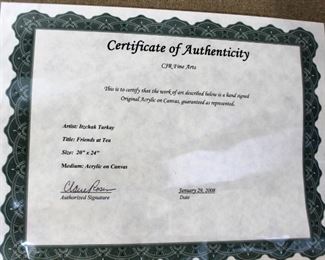 Certificate of Authenticity
CJR Fine Arts
This is to certify that the work of art described below is a hand signed
Original Acrylic on Canvas, guaranteed as represented.
Artist: Itzchak Tarkay
Title: Friends at Tea
Size: 20" x 24"
Medium: Acrylic on Canvas
January 29, 2008
Authorized Signature
Date